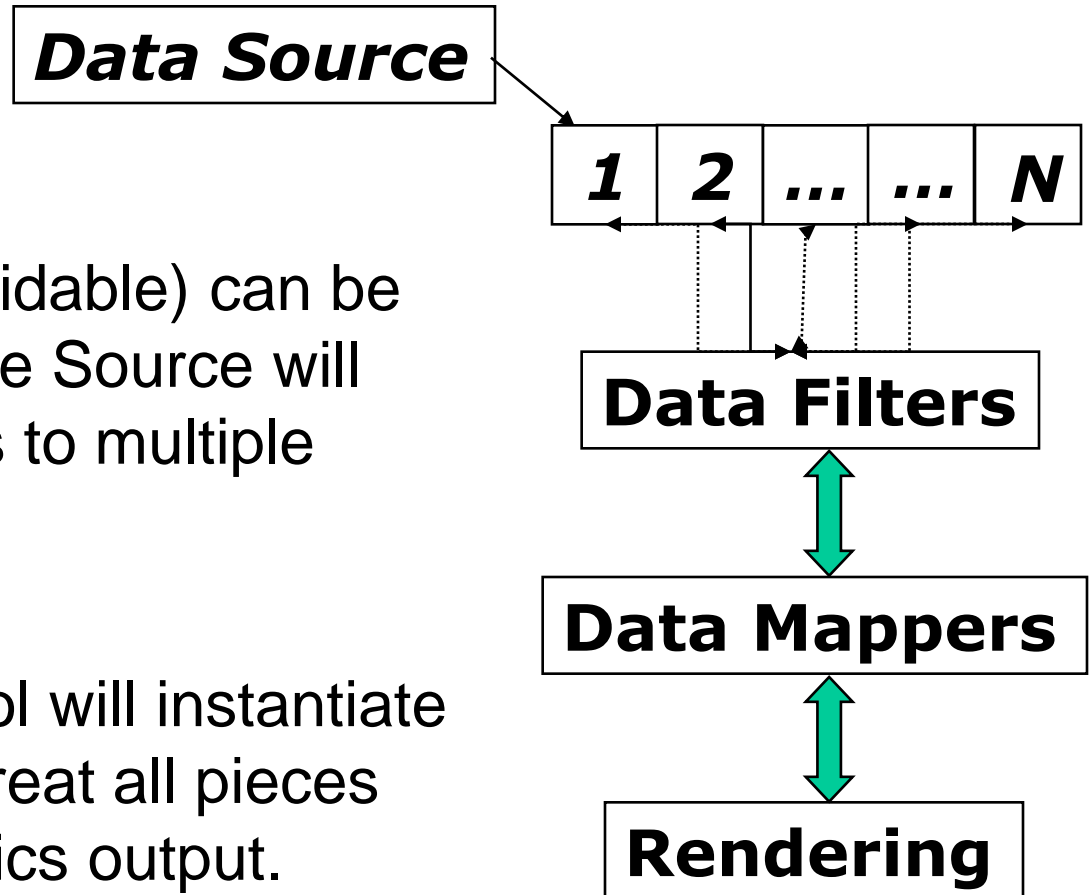 Data Source
1 2 ... ... N
idable) can be
e Source will
s to multiple
Data Filters
Data Mappers
ol will instantiate
reat all pieces
ics output.
Rendering